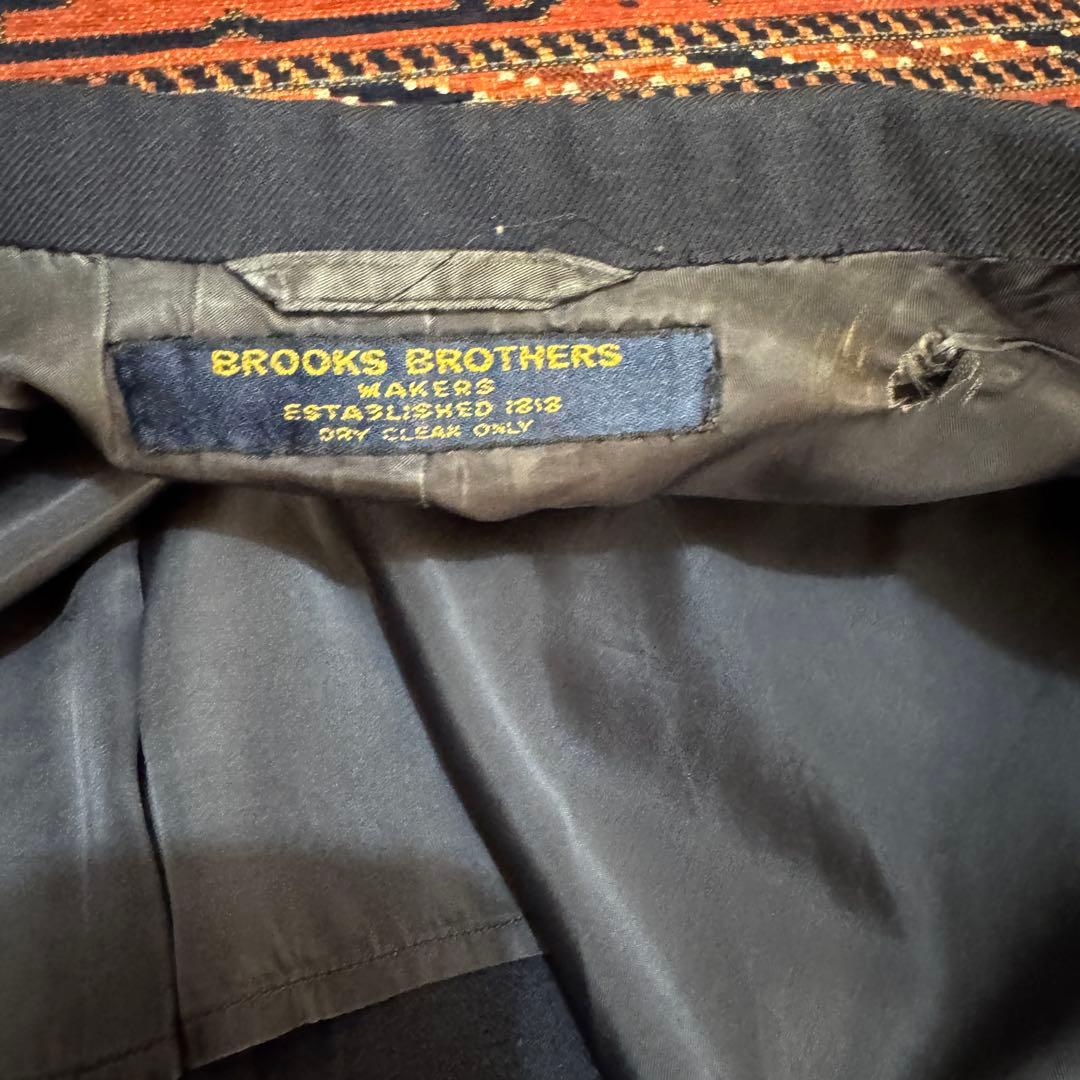 BROOKS BROTHERS
MAKERS
ESTABLISHED 1818
DRY CLEAN ONLY